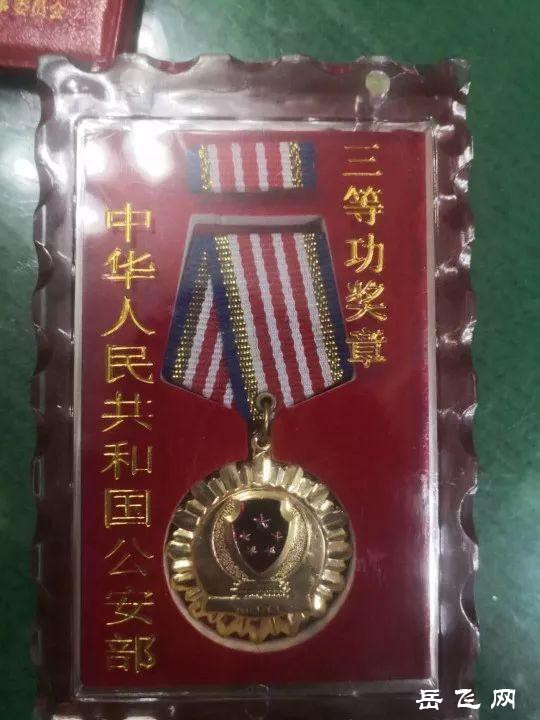 三等功奖章
中华人民共和国公安部
岳飞网